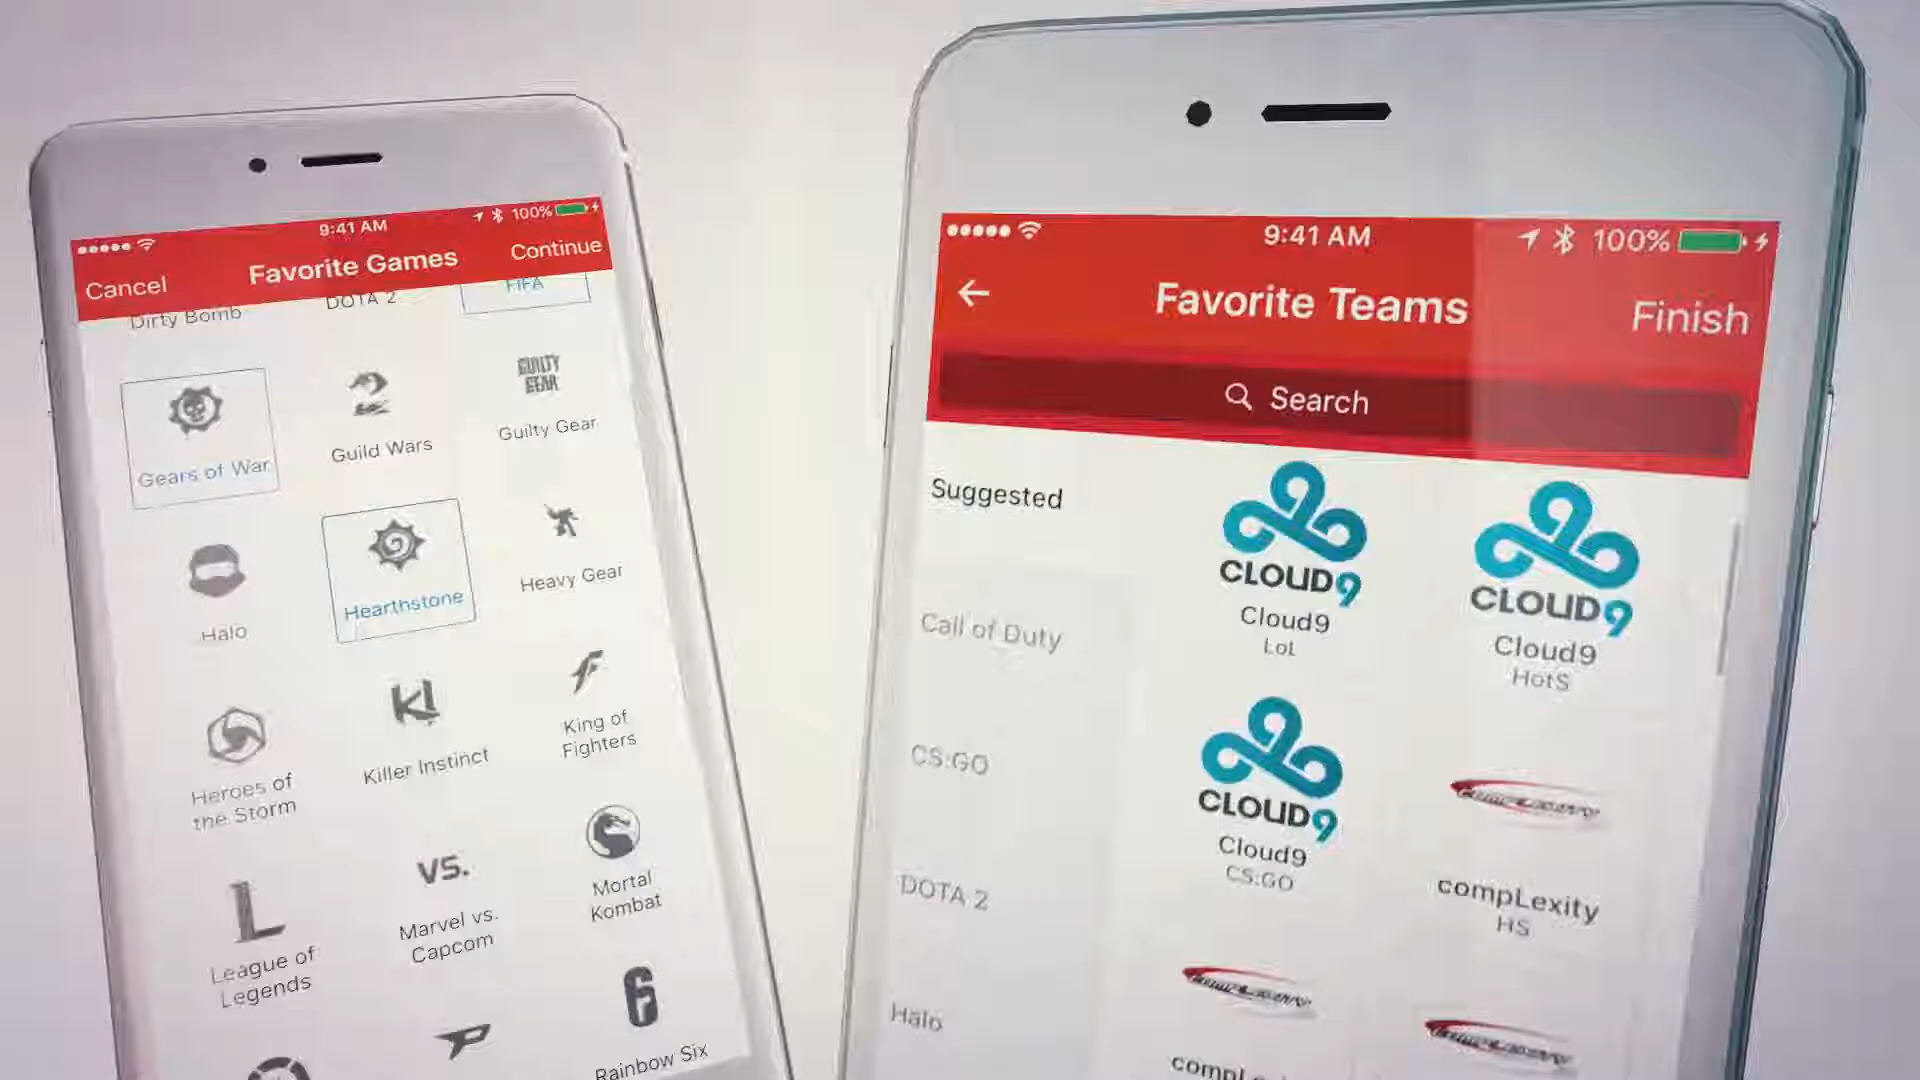 9:41 AM
100%
Cancel
Favorite Games
Continue
Dirty Bomb
DOTA 2
FIFA
Gears of War
Guild Wars
GUILTY
GEAR
Guilty Gear
Halo
Hearthstone
Heavy Gear
Heroes of
the Storm
KI
Killer Instinct
King of
Fighters
L
League of
Legends
VS.
Marvel vs.
Capcom
Mortal
Kombat
6
Rainbow Six
9:41 AM
100%
Favorite Teams
Finish
Search
Suggested
Call of Duty
CS:GO
DOTA 2
Halo
CLOUD9
Cloud9
LoL
CLOUD9
Cloud9
HotS
CLOUD9
Cloud9
CS:GO
compLexity
HS